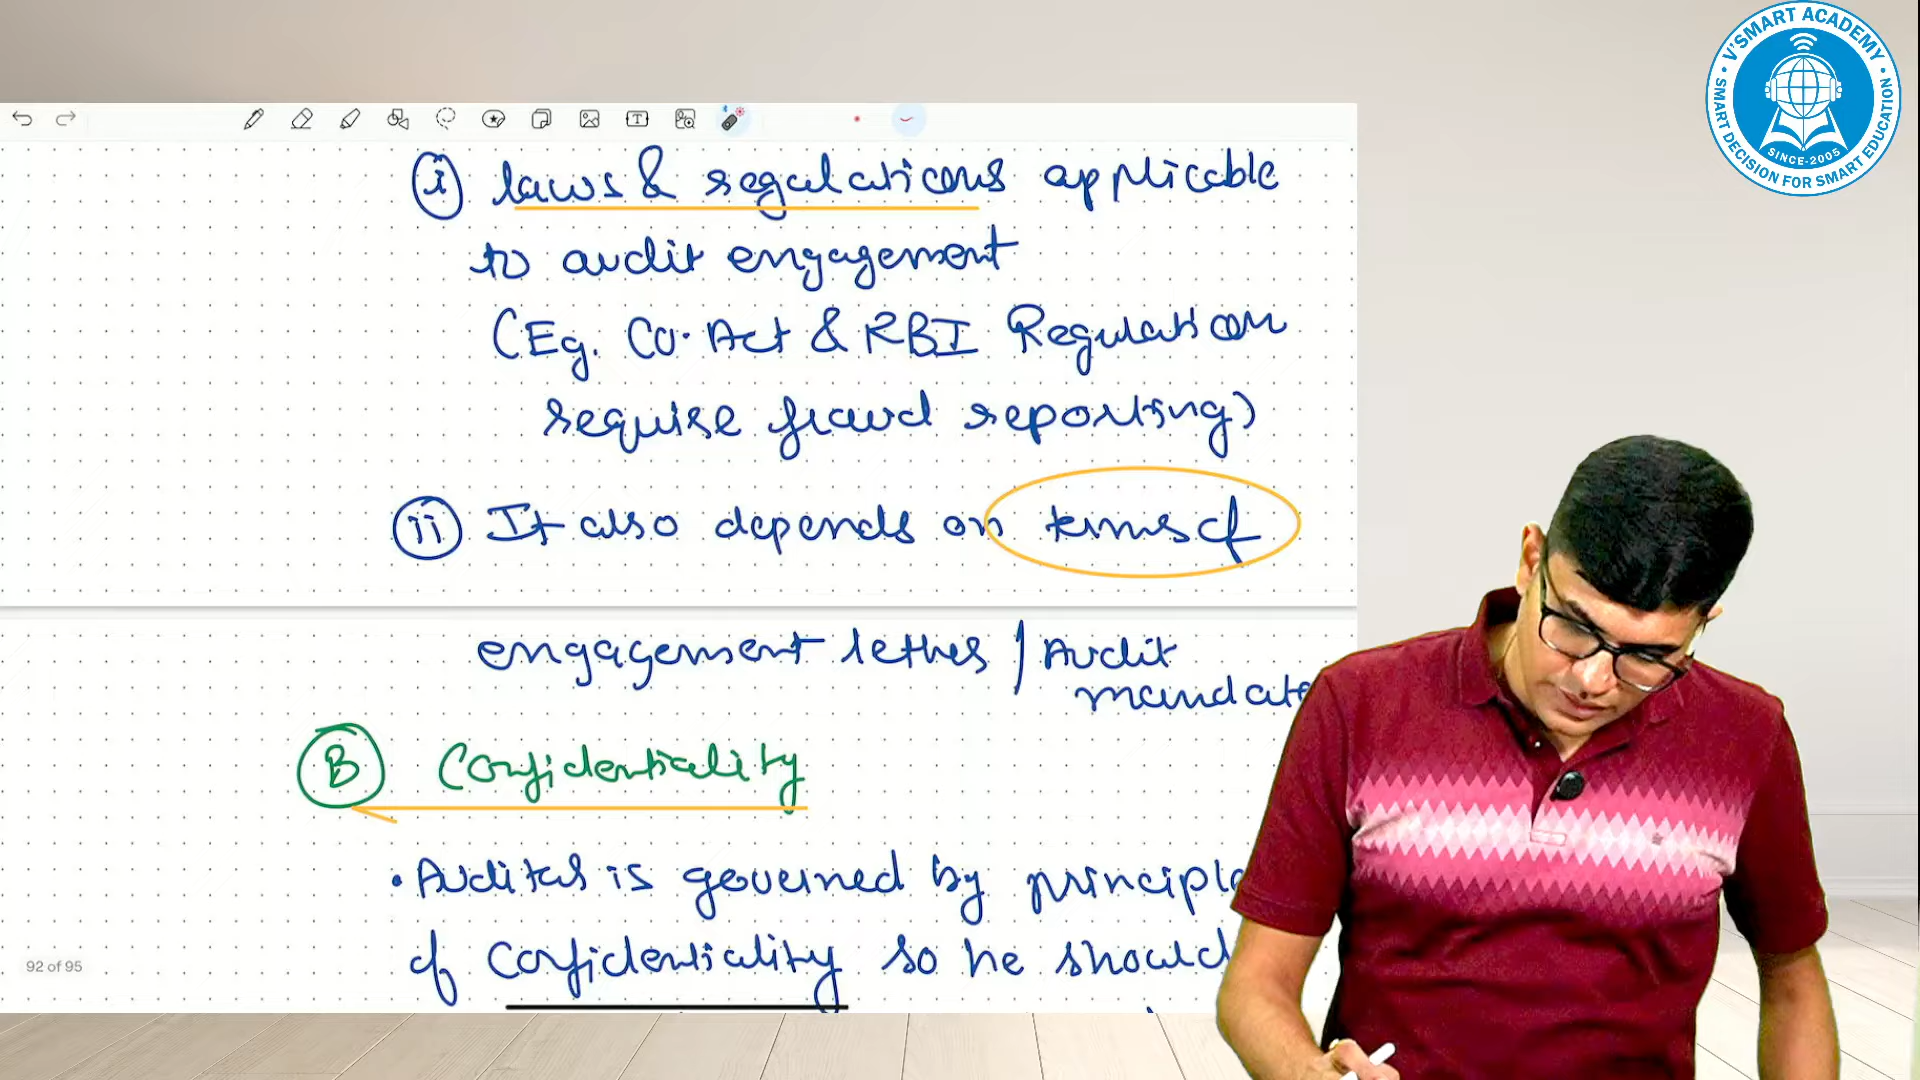 V'SMART ACADEMY
SMART DECISION FOR SMART EDUCATION
SINCE-2005
(i) laws & regulations applicable
to audit engagement
(Eg. Co. Act & RBI Regulation
require fraud reporting)
(ii) It also depends on terms of
engagement letter / Audit
mandate
(B) Confidentiality
• Auditor is governed by principle
of Confidentiality so he should
92 of 95